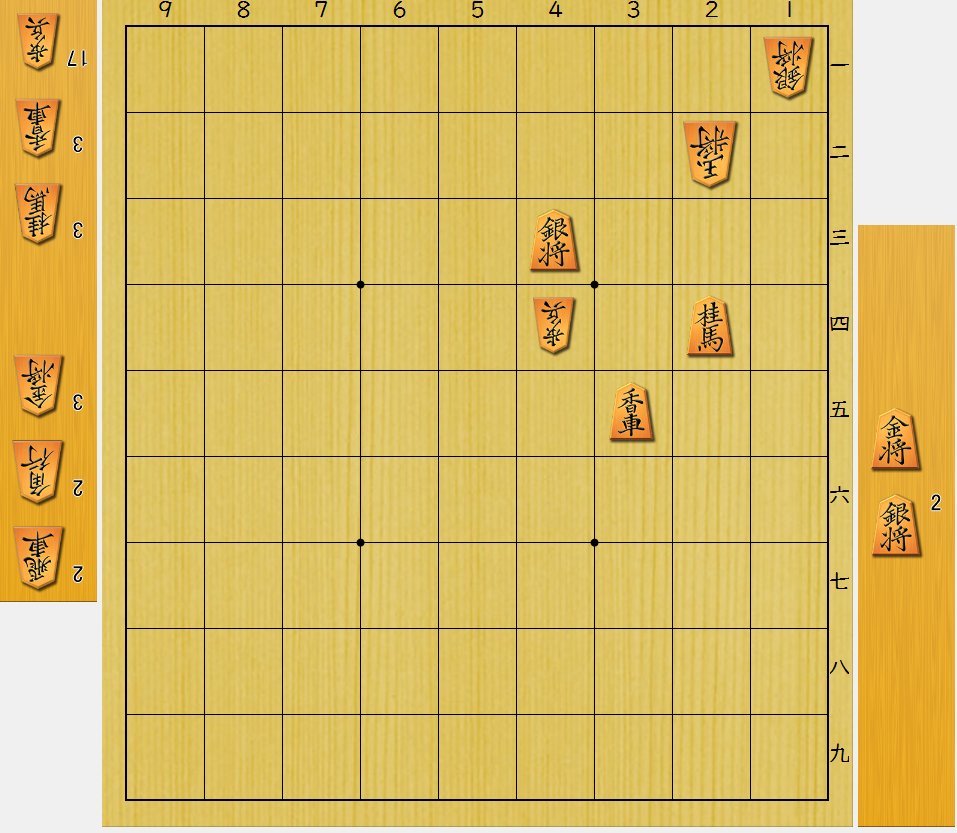 9 8 7 6 5 4 3 2 1
歩兵 17
香車 3
桂馬 3
金将 3
角行 2
飛車 2
銀将 一
玉将 二
銀将 三
歩兵 桂馬 四
香車 五
六
七
八
九
金将
銀将 2